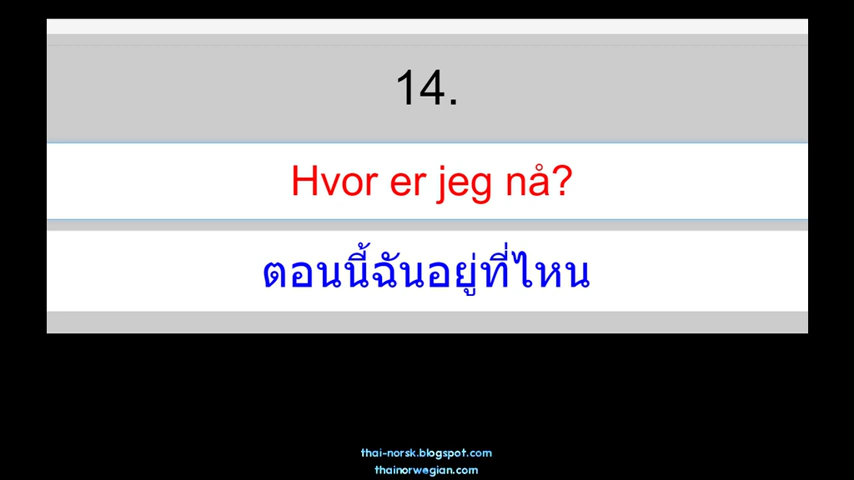 14.
Hvor er jeg nå?
ตอนนี้ฉันอยู่ที่ไหน
thai-norsk.blogspot.com
thainorwegian.com